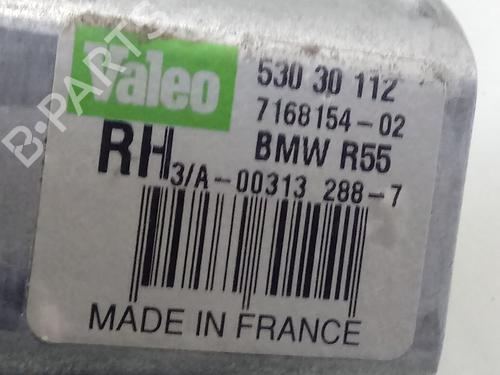 Valeo
530 30 112
7168154-02
RH
BMW R55
3/A-00313 288-7
MADE IN FRANCE
B-PARTS